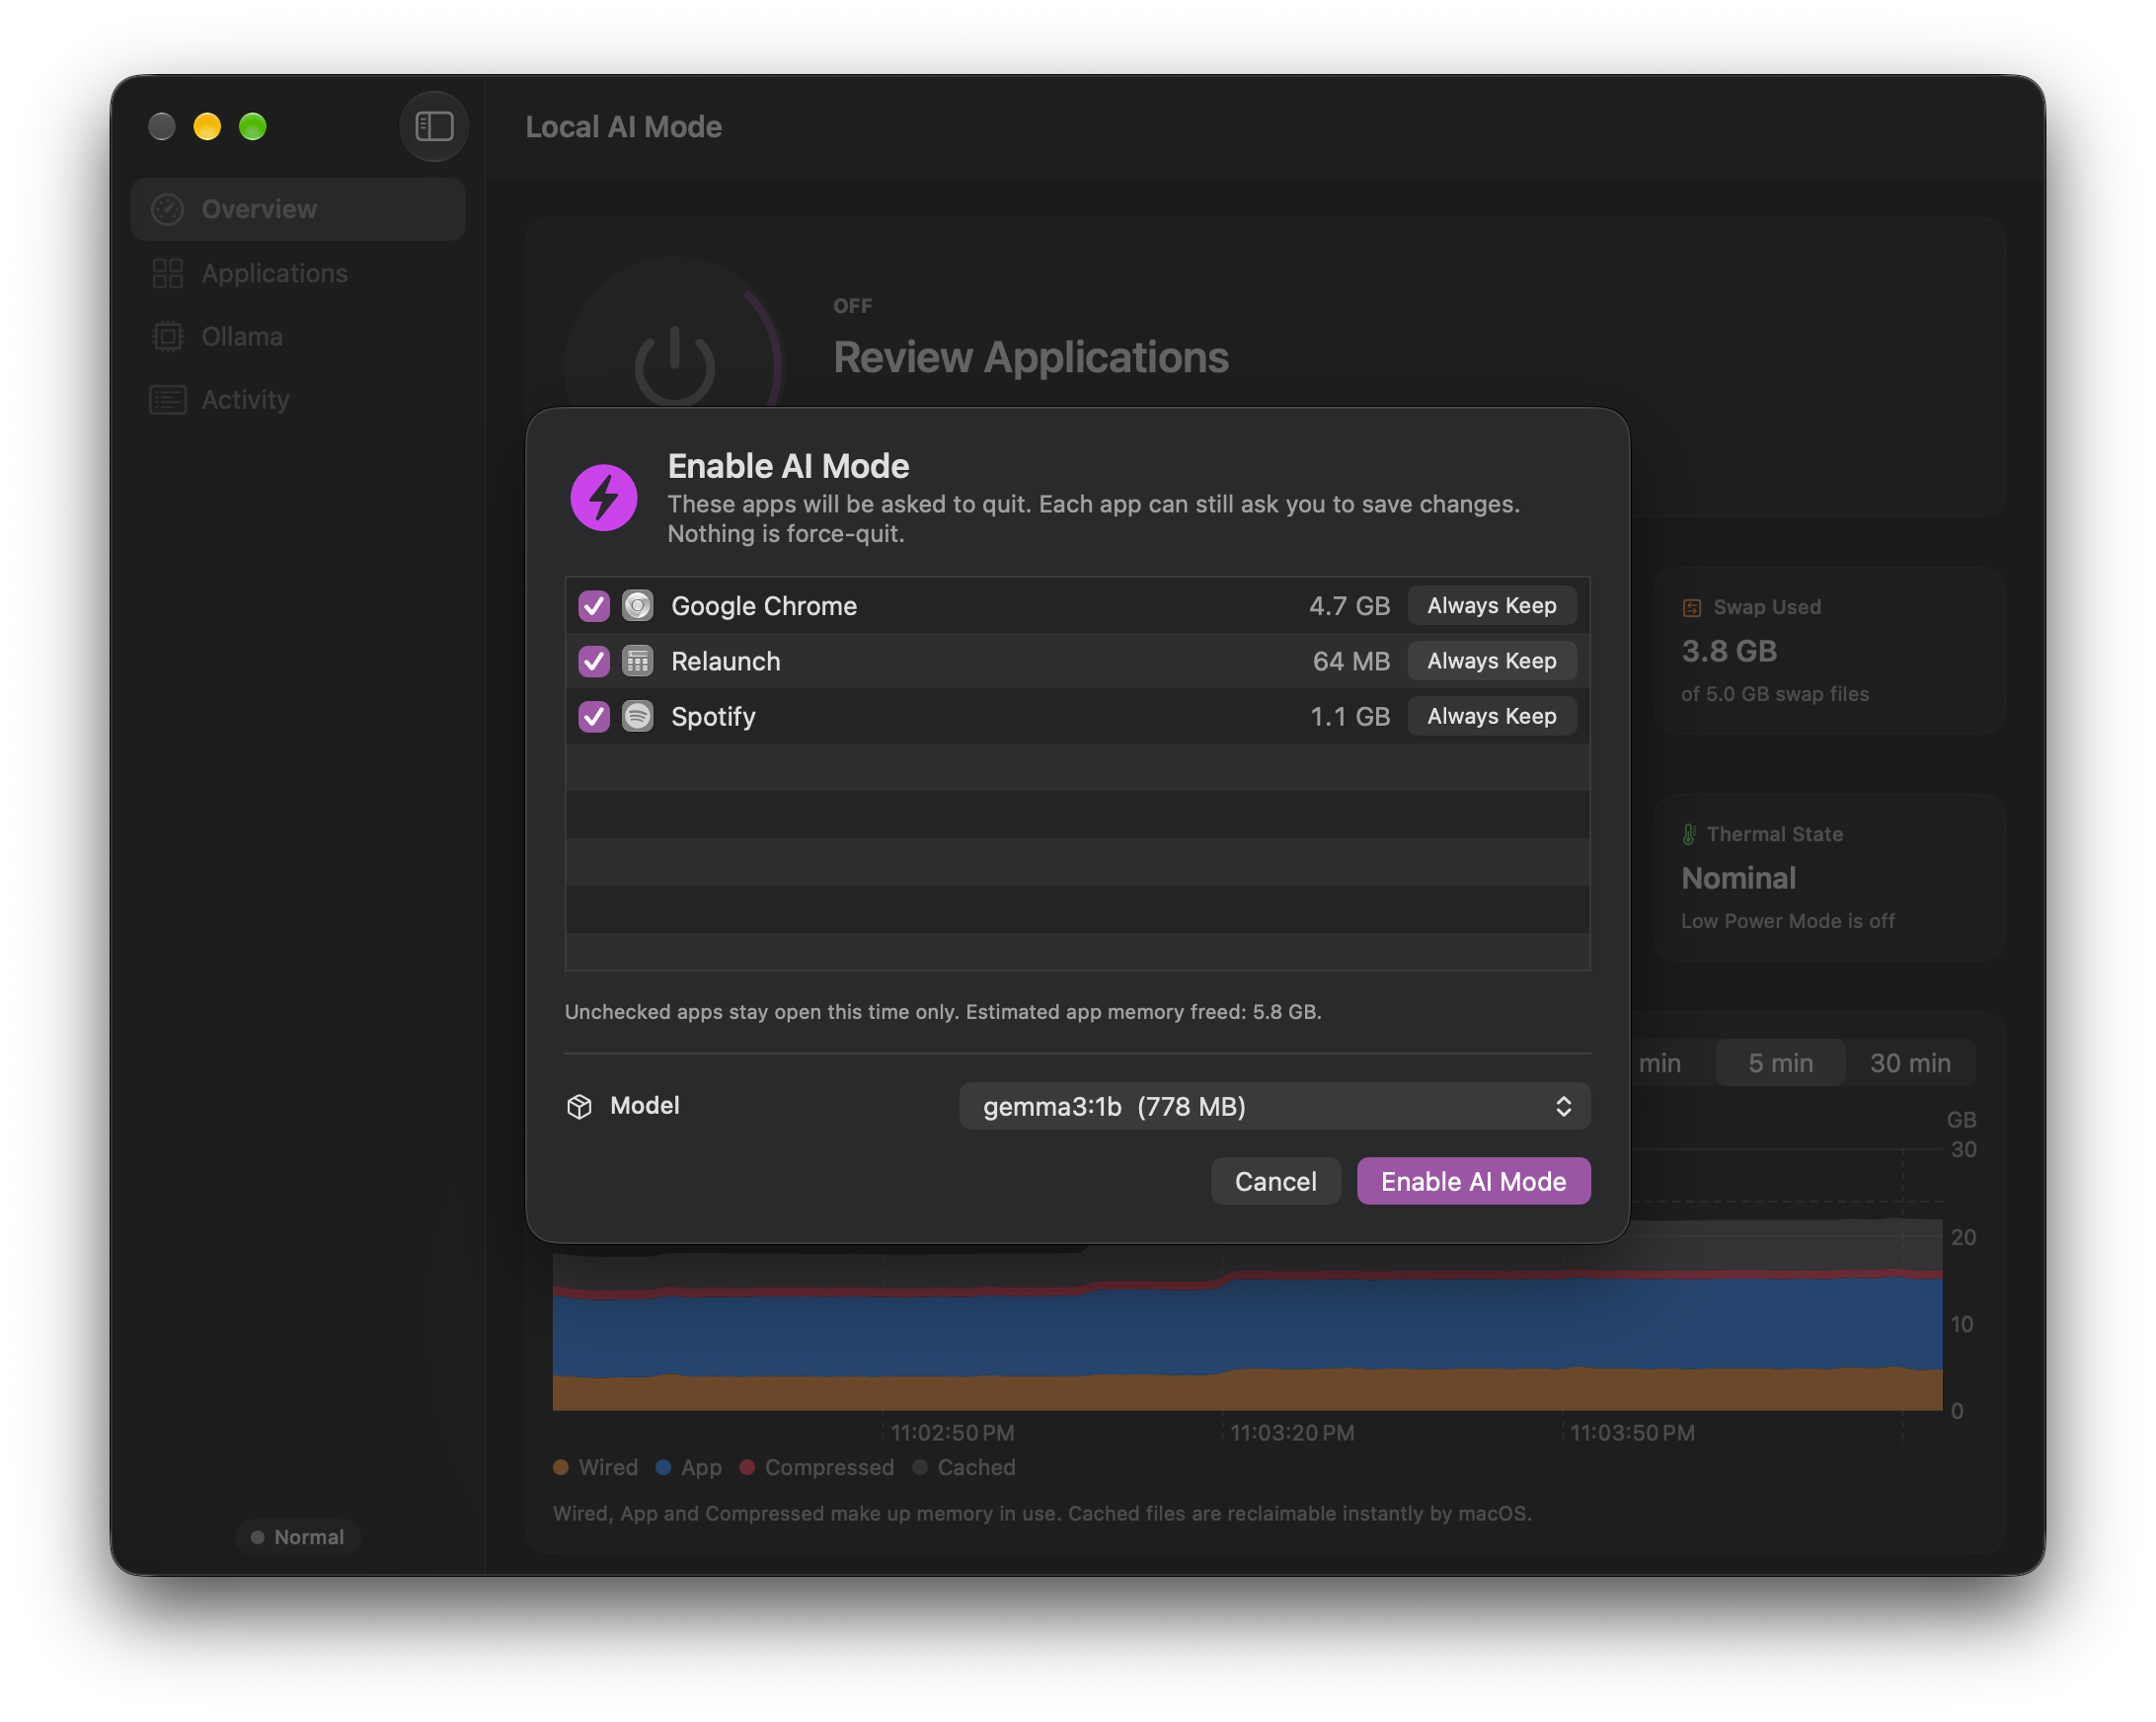 Local AI Mode
Overview
Applications
Ollama
Activity
OFF
Review Applications
Enable AI Mode
These apps will be asked to quit. Each app can still ask you to save changes.
Nothing is force-quit.
Google Chrome 4.7 GB Always Keep
Relaunch 64 MB Always Keep
Spotify 1.1 GB Always Keep
Unchecked apps stay open this time only. Estimated app memory freed: 5.8 GB.
Model gemma3:1b (778 MB)
Cancel Enable AI Mode
Swap Used
3.8 GB
of 5.0 GB swap files
Thermal State
Nominal
Low Power Mode is off
min 5 min 30 min
GB
30
20
10
0
11:02:50 PM 11:03:20 PM 11:03:50 PM
Wired App Compressed Cached
Wired, App and Compressed make up memory in use. Cached files are reclaimable instantly by macOS.
Normal